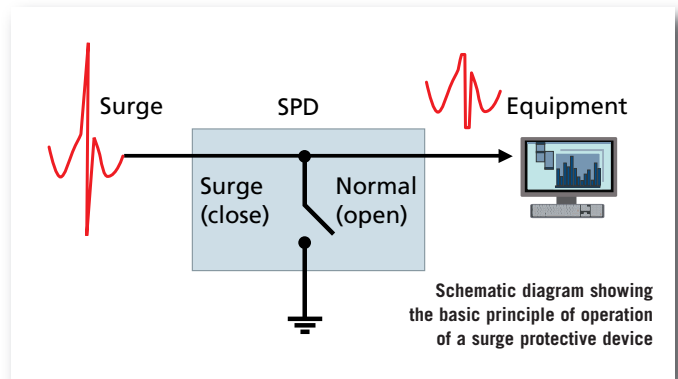 Surge
SPD
Equipment
Surge
(close)
Normal
(open)
Schematic diagram showing
the basic principle of operation
of a surge protective device